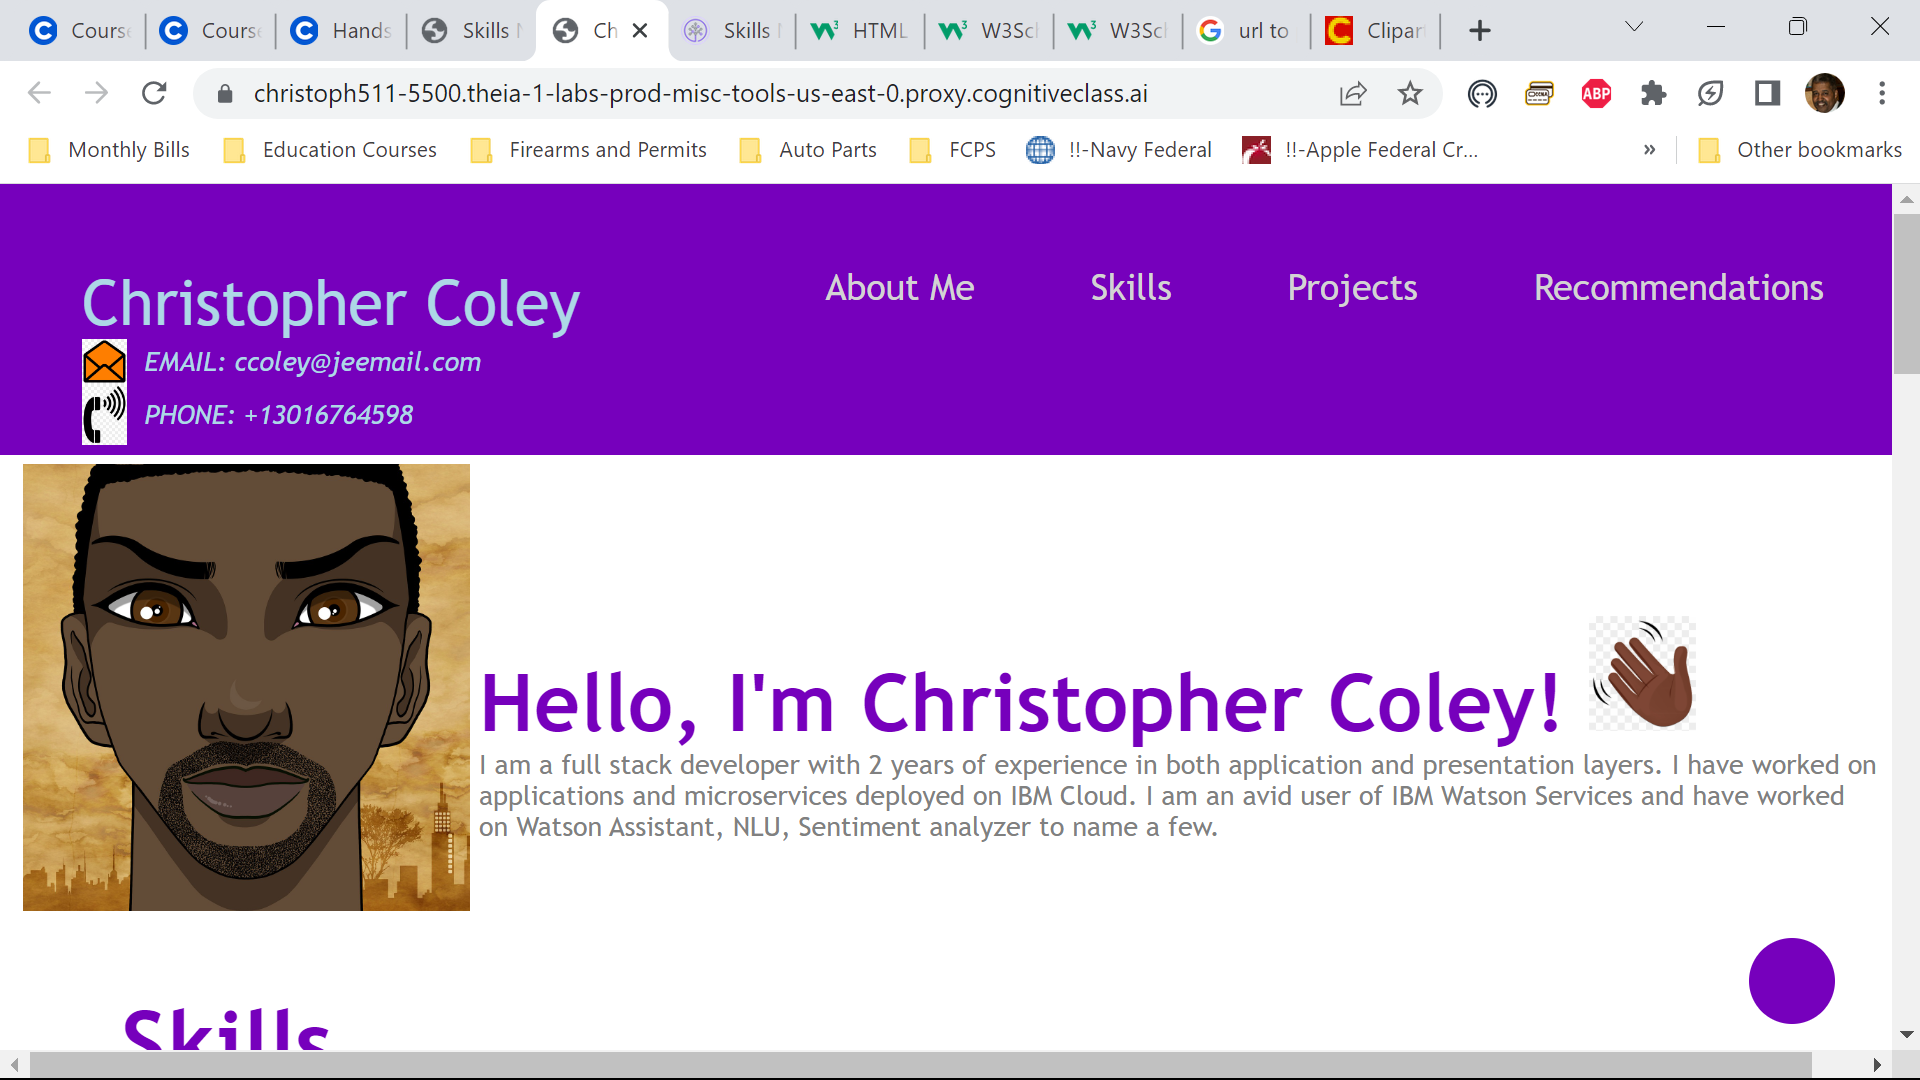 Cours
Cours
Hands
Skills
Ch
Skills
HTML
W3Sc
W3Sc
url to
Clipar
christoph511-5500.theia-1-labs-prod-misc-tools-us-east-0.proxy.cognitiveclass.ai
ABP
Monthly Bills
Education Courses
Firearms and Permits
Auto Parts
FCPS
!!-Navy Federal
!!-Apple Federal Cr...
»
Other bookmarks
Christopher Coley
About Me
Skills
Projects
Recommendations
EMAIL: ccoley@jeemail.com
PHONE: +13016764598
Hello, I'm Christopher Coley!
I am a full stack developer with 2 years of experience in both application and presentation layers. I have worked on
applications and microservices deployed on IBM Cloud. I am an avid user of IBM Watson Services and have worked
on Watson Assistant, NLU, Sentiment analyzer to name a few.
Skills